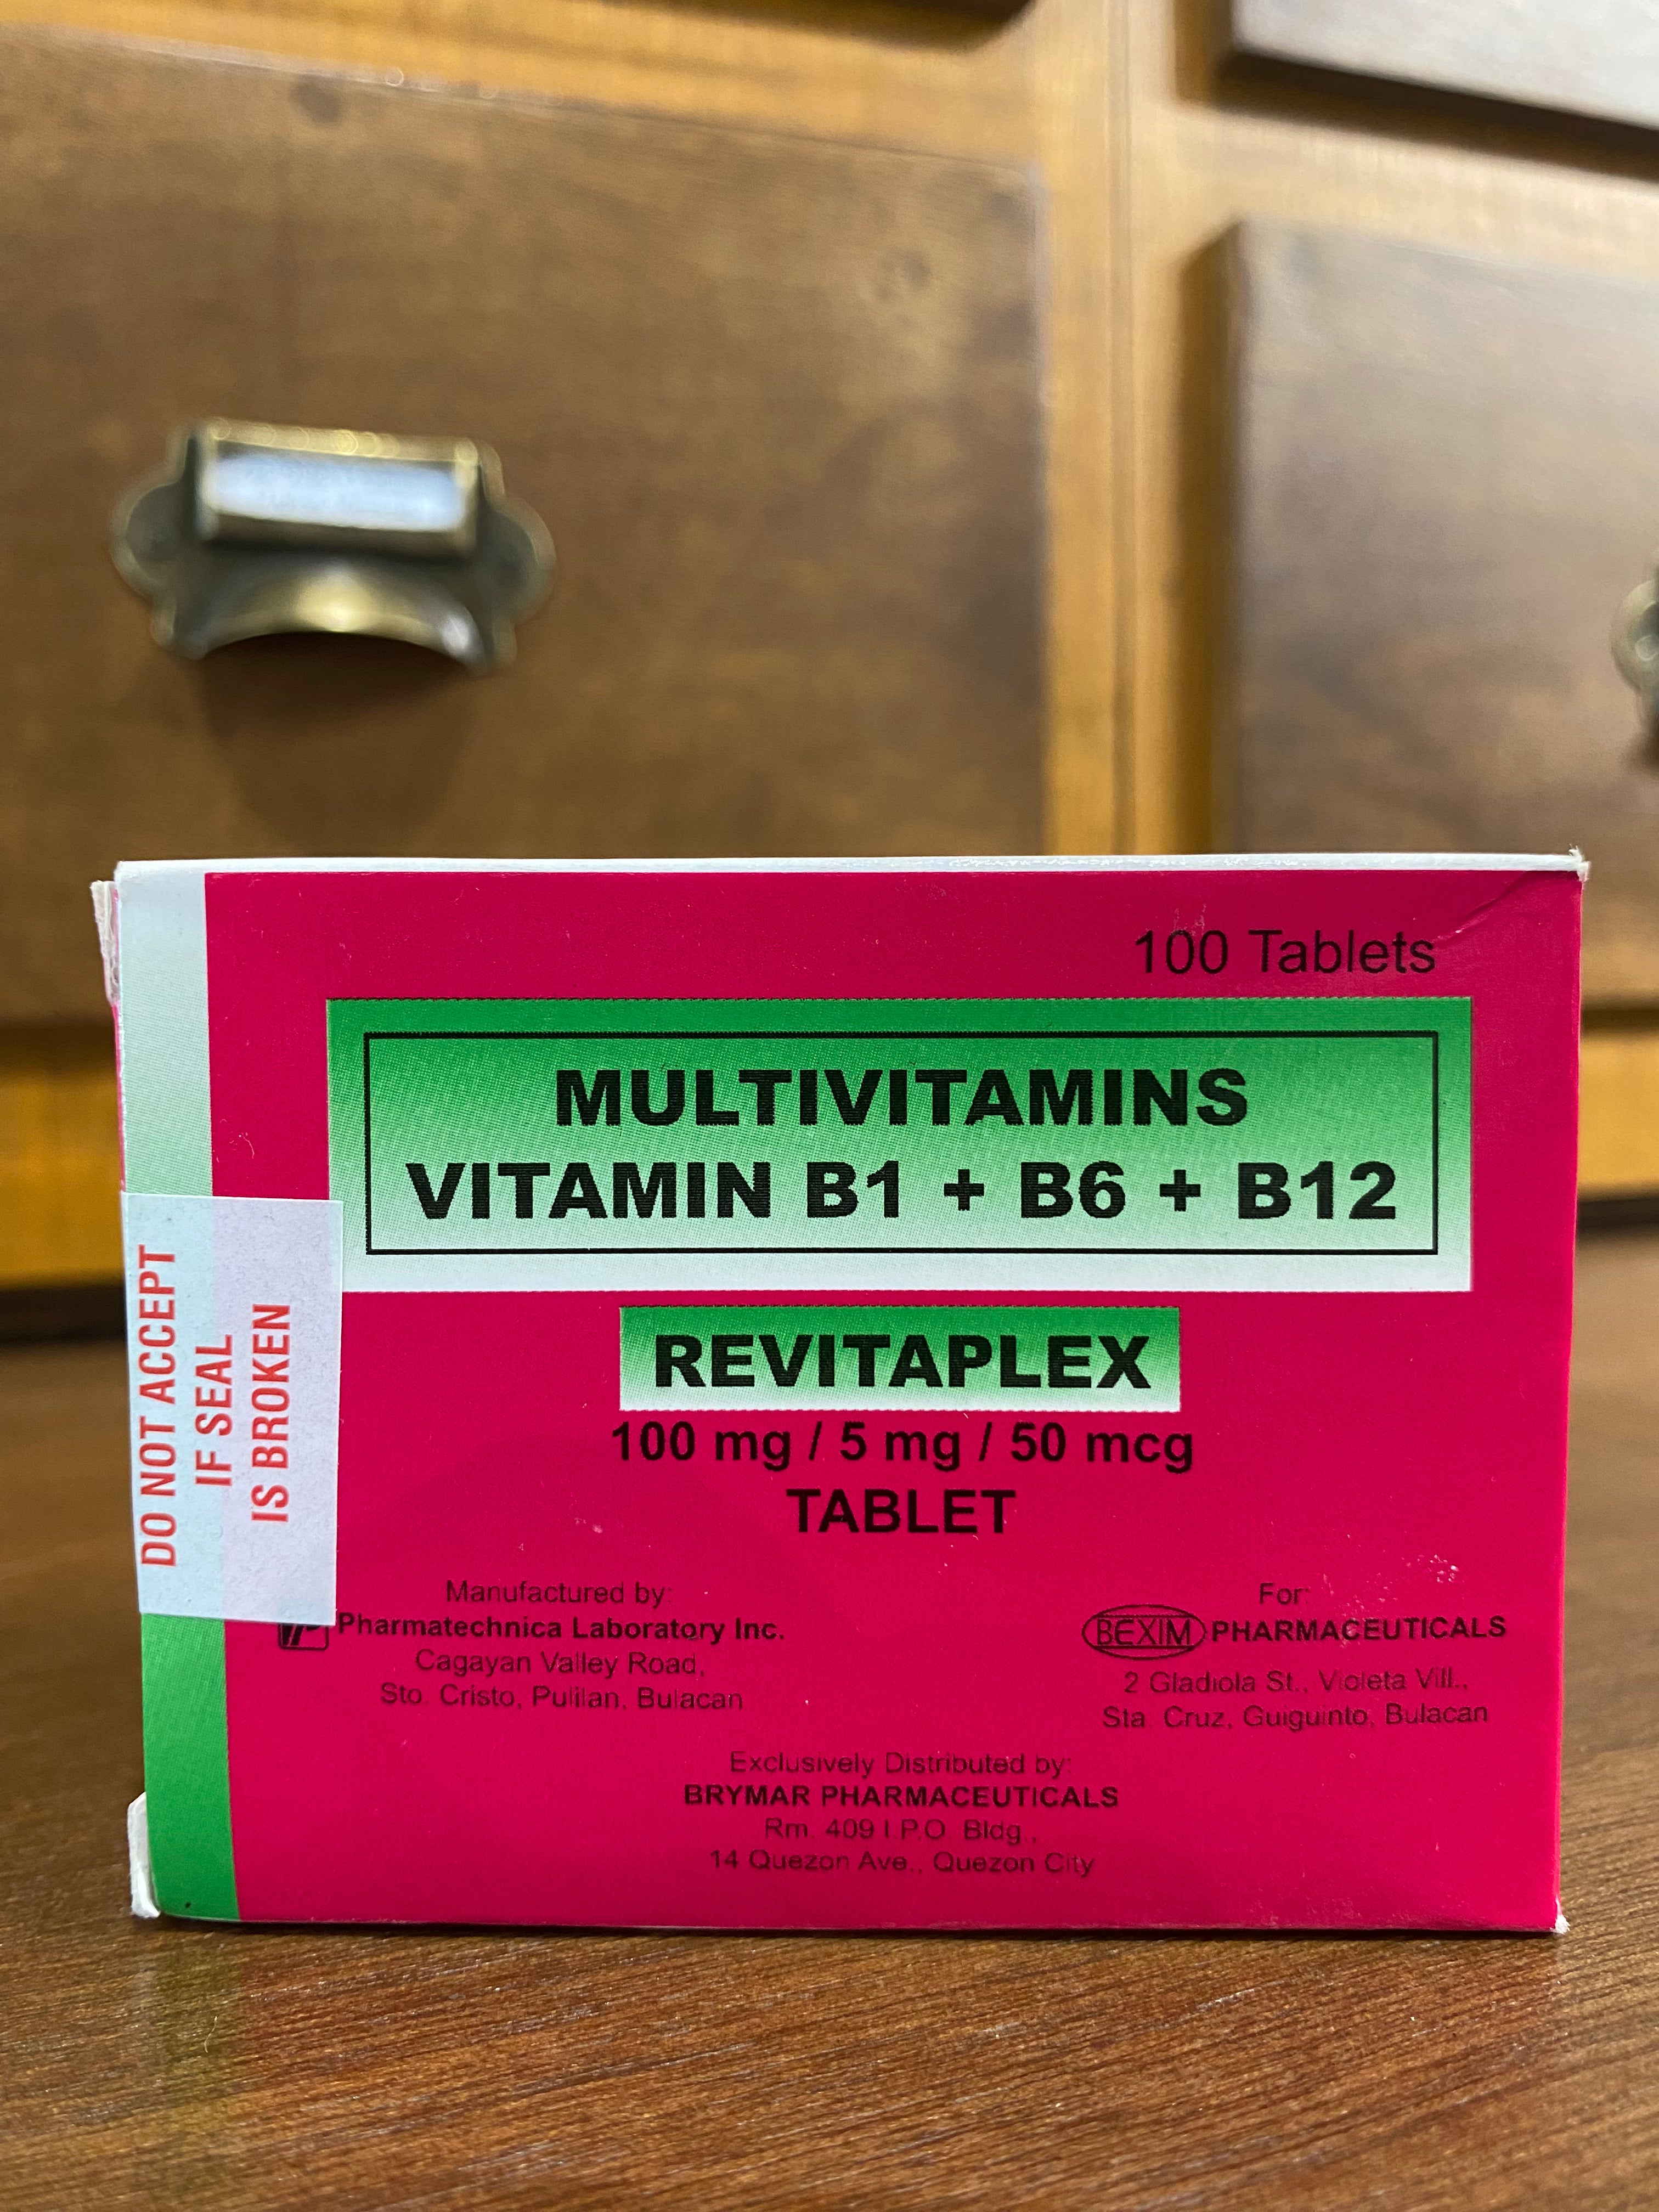 100 Tablets
MULTIVITAMINS
VITAMIN B1 + B6 + B12
REVITAPLEX
100 mg / 5 mg / 50 mcg
TABLET
DO NOT ACCEPT
IF SEAL
IS BROKEN
Manufactured by:
Pharmatechnica Laboratory Inc.
Cagayan Valley Road,
Sto. Cristo, Pulilan, Bulacan
For:
BEXIM PHARMACEUTICALS
2 Gladiola St., Violeta Vill.,
Sta. Cruz, Guiguinto, Bulacan
Exclusively Distributed by:
BRYMAR PHARMACEUTICALS
Rm. 409 I.P.O. Bldg.,
14 Quezon Ave., Quezon City